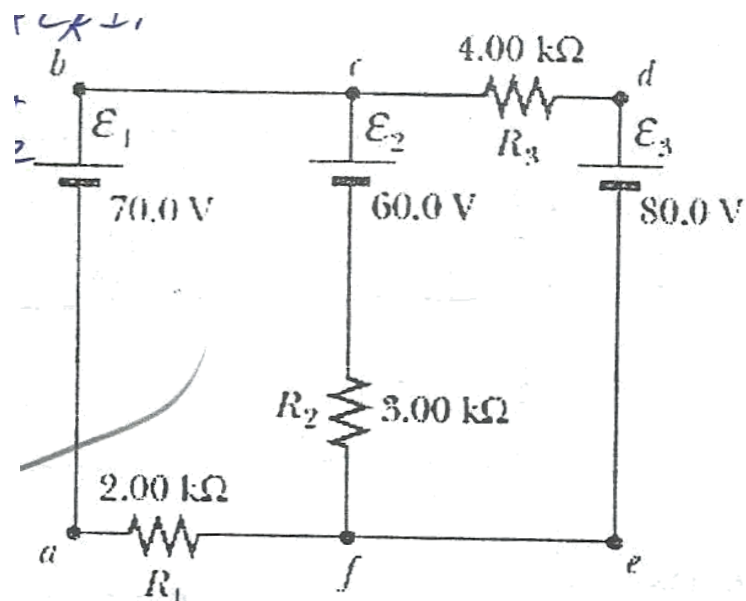 b c 4.00 kΩ d
ℰ₁ ℰ₂ R₃ ℰ₃
70.0 V 60.0 V 80.0 V
R₂ 3.00 kΩ
2.00 kΩ
a R₁ f e